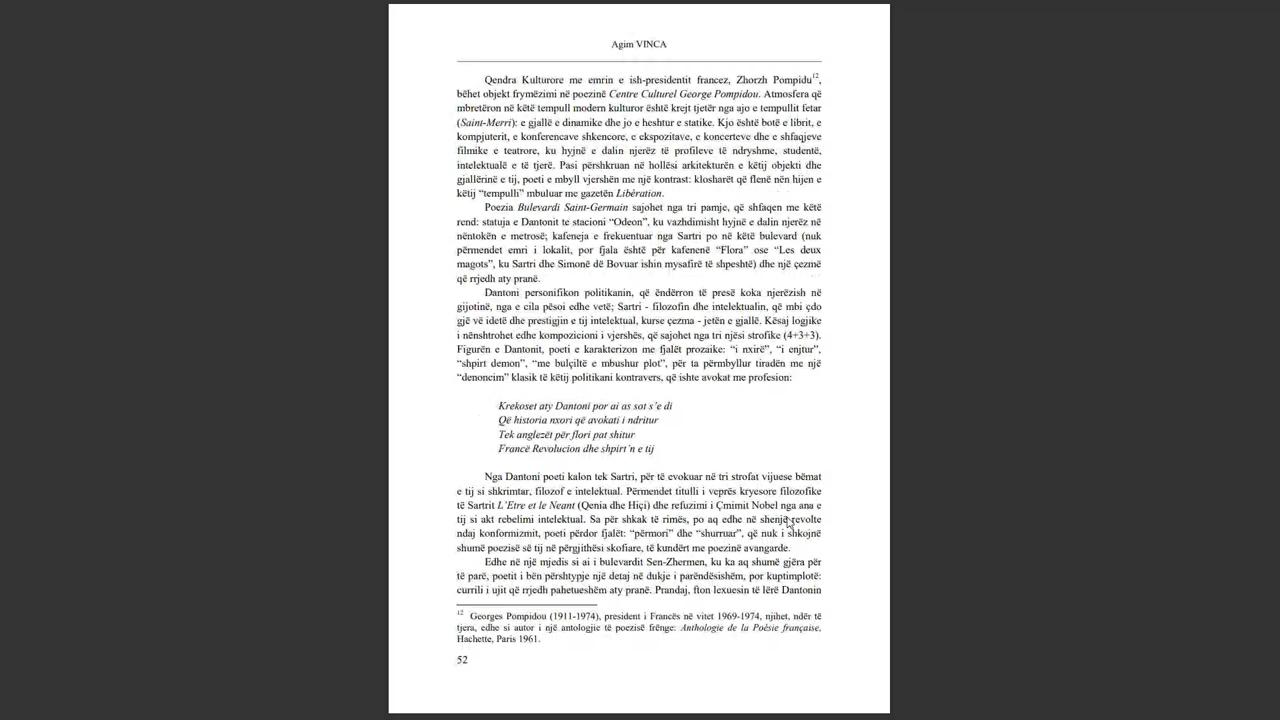 Agim VINCA
Qendra Kulturore me emrin e ish-presidentit francez, Zhorzh Pompidu12,
bëhet objekt frymëzimi në poezinë Centre Culturel George Pompidou. Atmosfera që
mbretëron në këtë tempull modern kulturor është krejt tjetër nga ajo e tempullit fetar
(Saint-Merri): e gjallë e dinamike dhe jo e heshtur e statike. Kjo është botë e librit, e
kompjuterit, e konferencave shkencore, e ekspozitave, e koncerteve dhe e shfaqjeve
filmike e teatrore, ku hyjnë e dalin njerëz të profileve të ndryshme, studentë,
intelektualë e të tjerë. Pasi përshkruan në hollësi arkitekturën e këtij objekti dhe
gjallërinë e tij, poeti e mbyll vjershën me një kontrast: klosharët që flenë nën hijen e
këtij “tempulli” mbuluar me gazetën Libération.
Poezia Bulevardi Saint-Germain sajohet nga tri pamje, që shfaqen me këtë
rend: statuja e Dantonit te stacioni “Odeon”, ku vazhdimisht hyjnë e dalin njerëz në
nëntokën e metrosë; kafeneja e frekuentuar nga Sartri po në këtë bulevard (nuk
përmendet emri i lokalit, por fjala është për kafenenë “Flora” ose “Les deux
magots”, ku Sartri dhe Simonë dë Bovuar ishin mysafirë të shpeshtë) dhe një çezmë
që rrjedh aty pranë.
Dantoni personifikon politikanin, që ëndërron të presë koka njerëzish në
gijotinë, nga e cila pësoi edhe vetë; Sartri - filozofin dhe intelektualin, që mbi çdo
gjë vë idetë dhe prestigjin e tij intelektual, kurse çezma - jetën e gjallë. Kësaj logjike
i nënshtrohet edhe kompozicioni i vjershës, që sajohet nga tri njësi strofike (4+3+3).
Figurën e Dantonit, poeti e karakterizon me fjalët prozaike: “i nxirë”, “i enjtur”,
“shpirt demon”, “me bulçiltë e mbushur plot”, për ta përmbyllur tiradën me një
“denoncim” klasik të këtij politikani kontravers, që ishte avokat me profesion:
Krekoset aty Dantoni por ai as sot s’e di
Që historia nxori që avokati i ndritur
Tek anglezët për flori pat shitur
Francë Revolucion dhe shpirt’n e tij
Nga Dantoni poeti kalon tek Sartri, për të evokuar në tri strofat vijuese bëmat
e tij si shkrimtar, filozof e intelektual. Përmendet titulli i veprës kryesore filozofike
të Sartrit L’Etre et le Neant (Qenia dhe Hiçi) dhe refuzimi i Çmimit Nobel nga ana e
tij si akt rebelimi intelektual. Sa për shkak të rimës, po aq edhe në shenjë revolte
ndaj konformizmit, poeti përdor fjalët: “përmori” dhe “shurruar”, që nuk i shkojnë
shumë poezisë së tij në përgjithësi skofiare, të kundërt me poezinë avangarde.
Edhe në një mjedis si ai i bulevardit Sen-Zhermen, ku ka aq shumë gjëra për
të parë, poetit i bën përshtypje një detaj në dukje i parëndësishëm, por kuptimplotë:
currili i ujit që rrjedh pahetueshëm aty pranë. Prandaj, fton lexuesin të lërë Dantonin
12 Georges Pompidou (1911-1974), president i Francës në vitet 1969-1974, njihet, ndër të
tjera, edhe si autor i një antologjie të poezisë frënge: Anthologie de la Poésie française,
Hachette, Paris 1961.
52